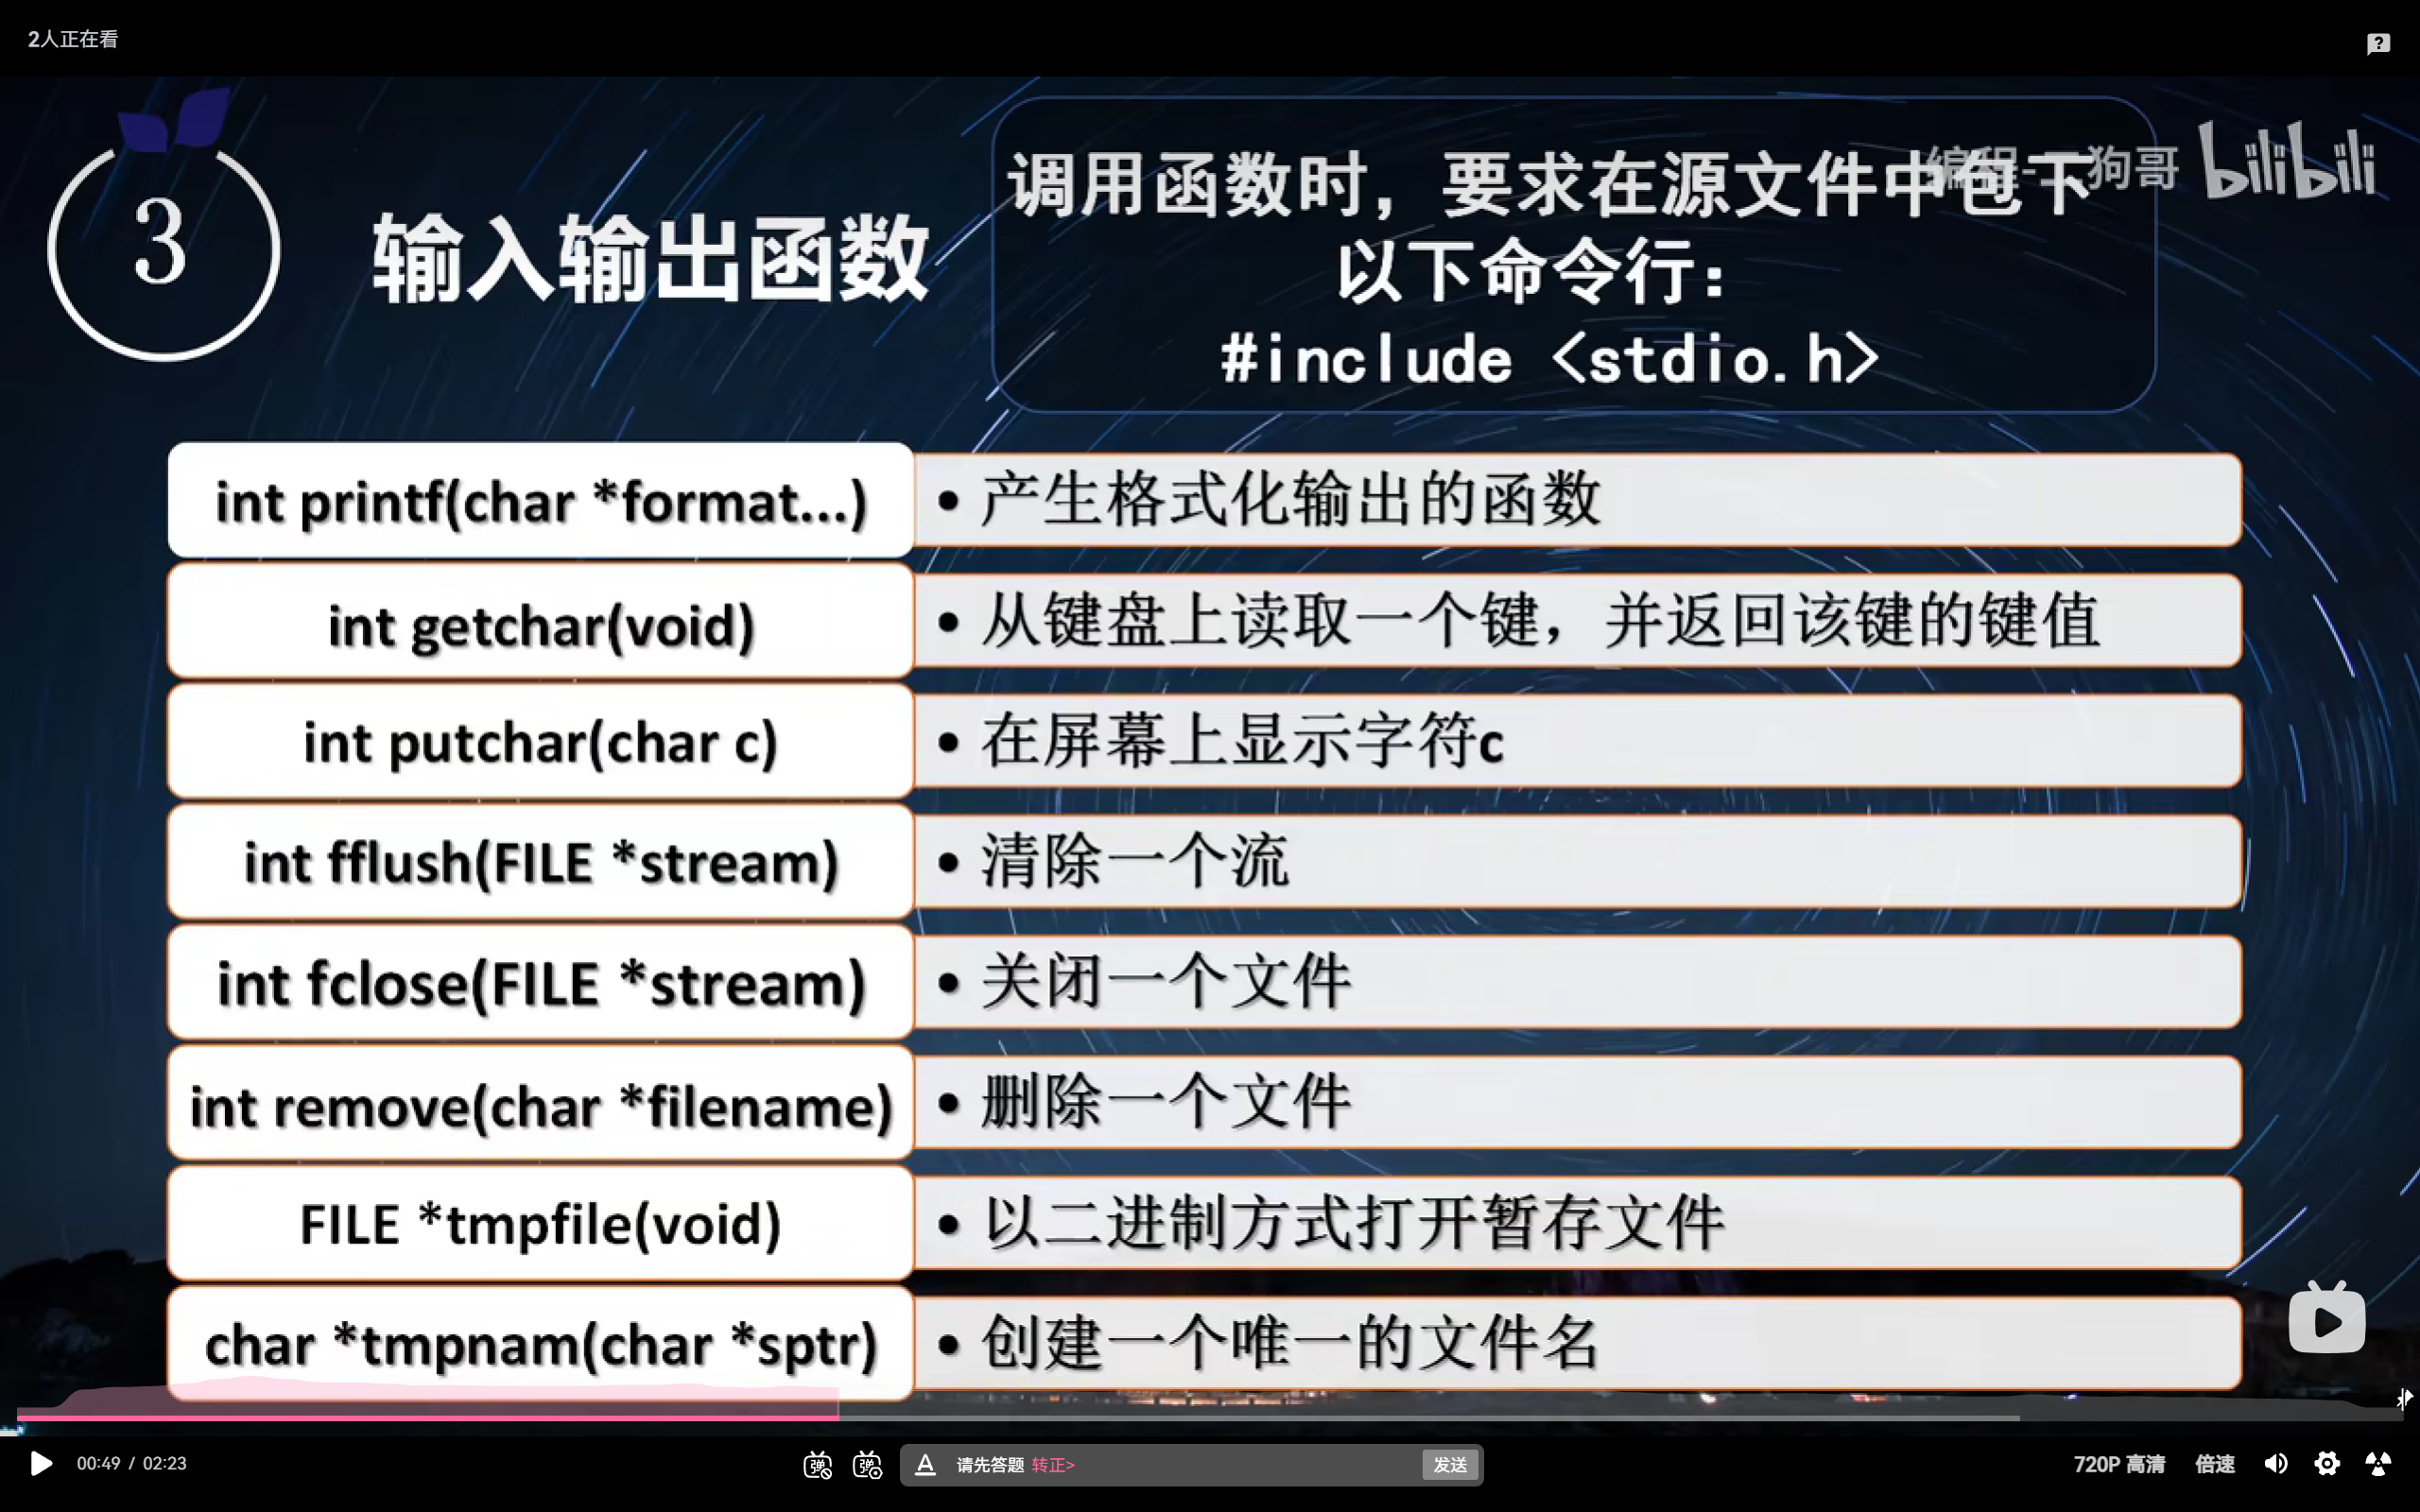 2人正在看
编程-二狗哥 bilibili
3
输入输出函数
调用函数时，要求在源文件中包下
以下命令行：
#include <stdio.h>
int printf(char *format...)
• 产生格式化输出的函数
int getchar(void)
• 从键盘上读取一个键，并返回该键的键值
int putchar(char c)
• 在屏幕上显示字符c
int fflush(FILE *stream)
• 清除一个流
int fclose(FILE *stream)
• 关闭一个文件
int remove(char *filename)
• 删除一个文件
FILE *tmpfile(void)
• 以二进制方式打开暂存文件
char *tmpnam(char *sptr)
• 创建一个唯一的文件名
00:49 / 02:23
弹
弹
A
请先答题 转正>
发送
720P 高清
倍速